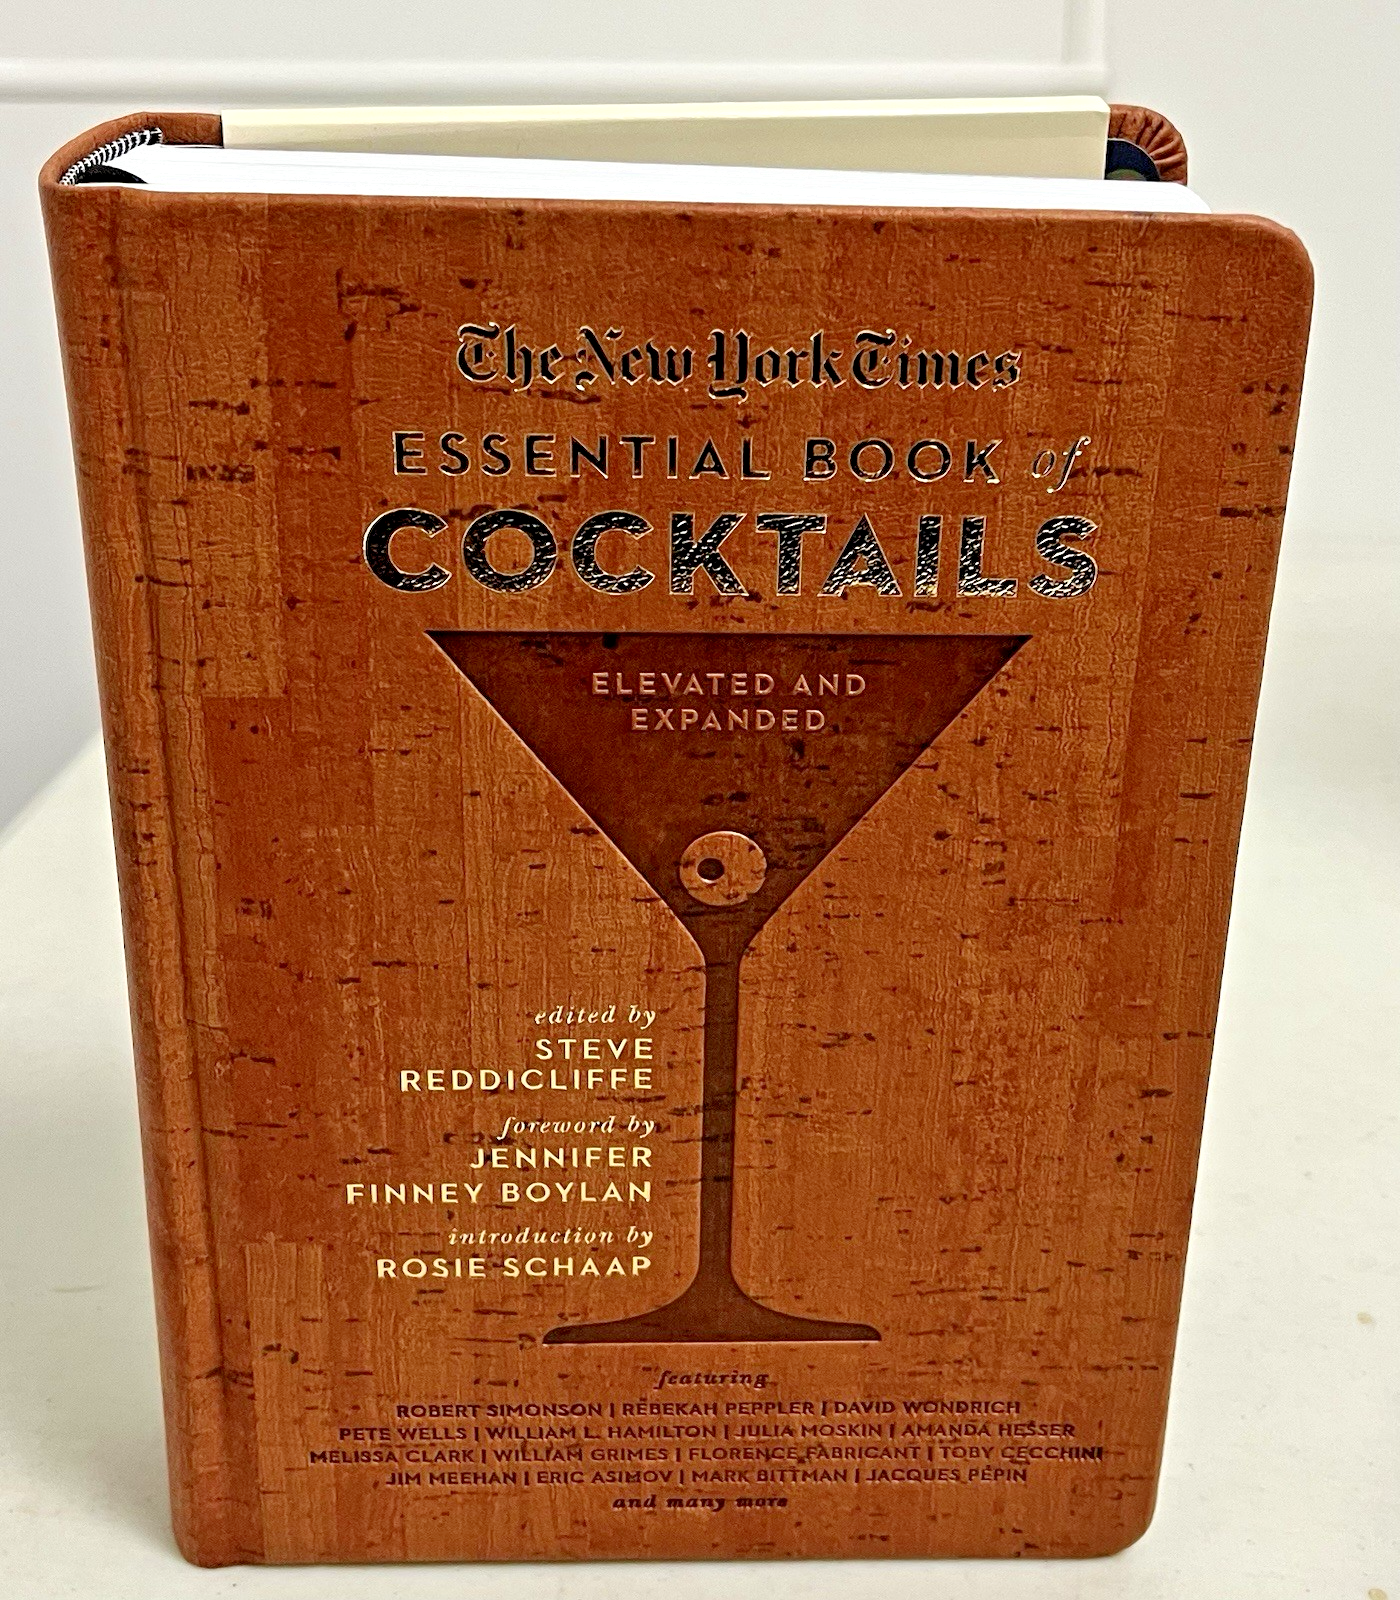 The New York Times
ESSENTIAL BOOK of
COCKTAILS
ELEVATED AND
EXPANDED
edited by
STEVE
REDDICLIFFE
foreword by
JENNIFER
FINNEY BOYLAN
introduction by
ROSIE SCHAAP
featuring
ROBERT SIMONSON | REBEKAH PEPPLER | DAVID WONDRICH
PETE WELLS | WILLIAM L. HAMILTON | JULIA MOSKIN | AMANDA HESSER
MELISSA CLARK | WILLIAM GRIMES | FLORENCE FABRICANT | TOBY CECCHINI
JIM MEEHAN | ERIC ASIMOV | MARK BITTMAN | JACQUES PÉPIN
and many more